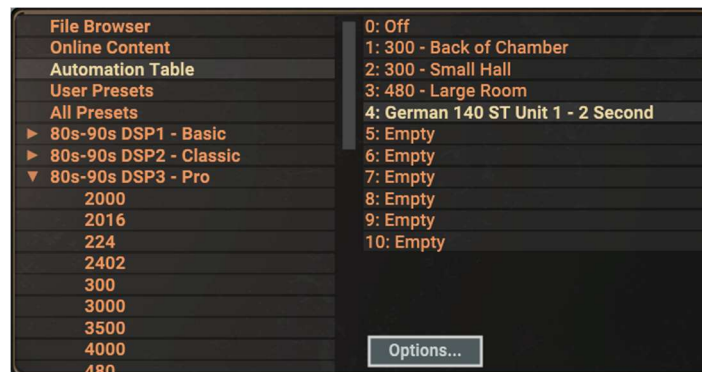 File Browser
Online Content
Automation Table
User Presets
All Presets
80s-90s DSP1 - Basic
80s-90s DSP2 - Classic
80s-90s DSP3 - Pro
2000
2016
224
2402
300
3000
3500
4000
480
0: Off
1: 300 - Back of Chamber
2: 300 - Small Hall
3: 480 - Large Room
4: German 140 ST Unit 1 - 2 Second
5: Empty
6: Empty
7: Empty
8: Empty
9: Empty
10: Empty
Options...